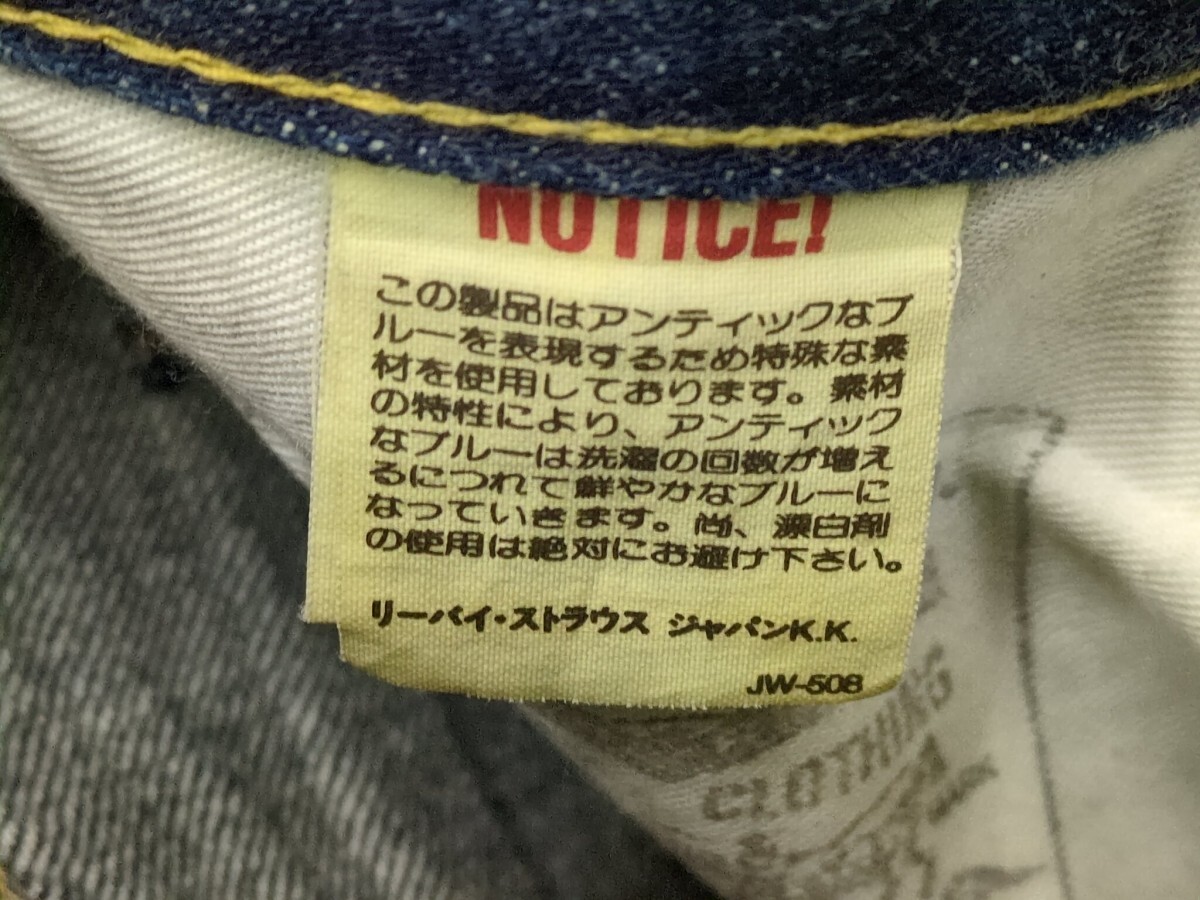 NOTICE!
この製品はアンティックなブ
ルーを表現するため特殊な素
材を使用しております。素材
の特性により、アンティック
なブルーは洗濯の回数が増え
るにつれて鮮やかなブルーに
なっていきます。尚、漂白剤
の使用は絶対にお避け下さい。
リーバイ・ストラウス ジャパンK.K.
JW-508
CLOTHING